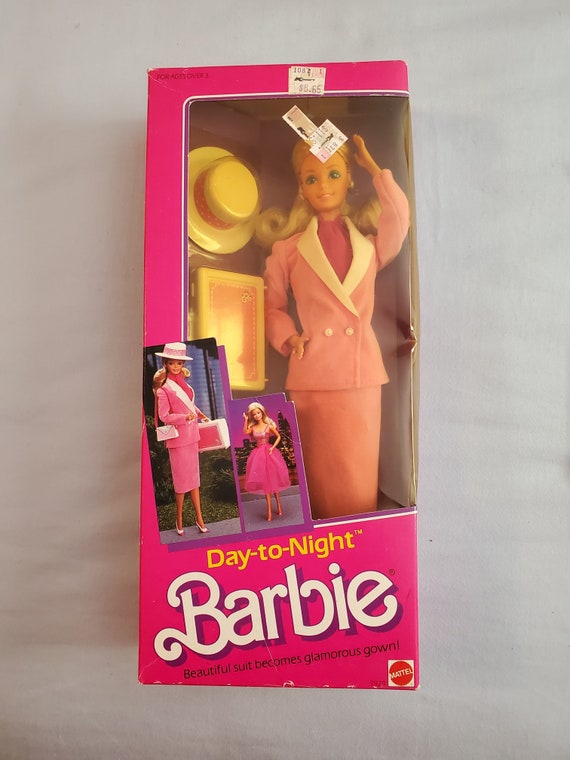 FOR AGES OVER 3
$8.65
Day-to-Night™
Barbie®
Beautiful suit becomes glamorous gown!
MATTEL